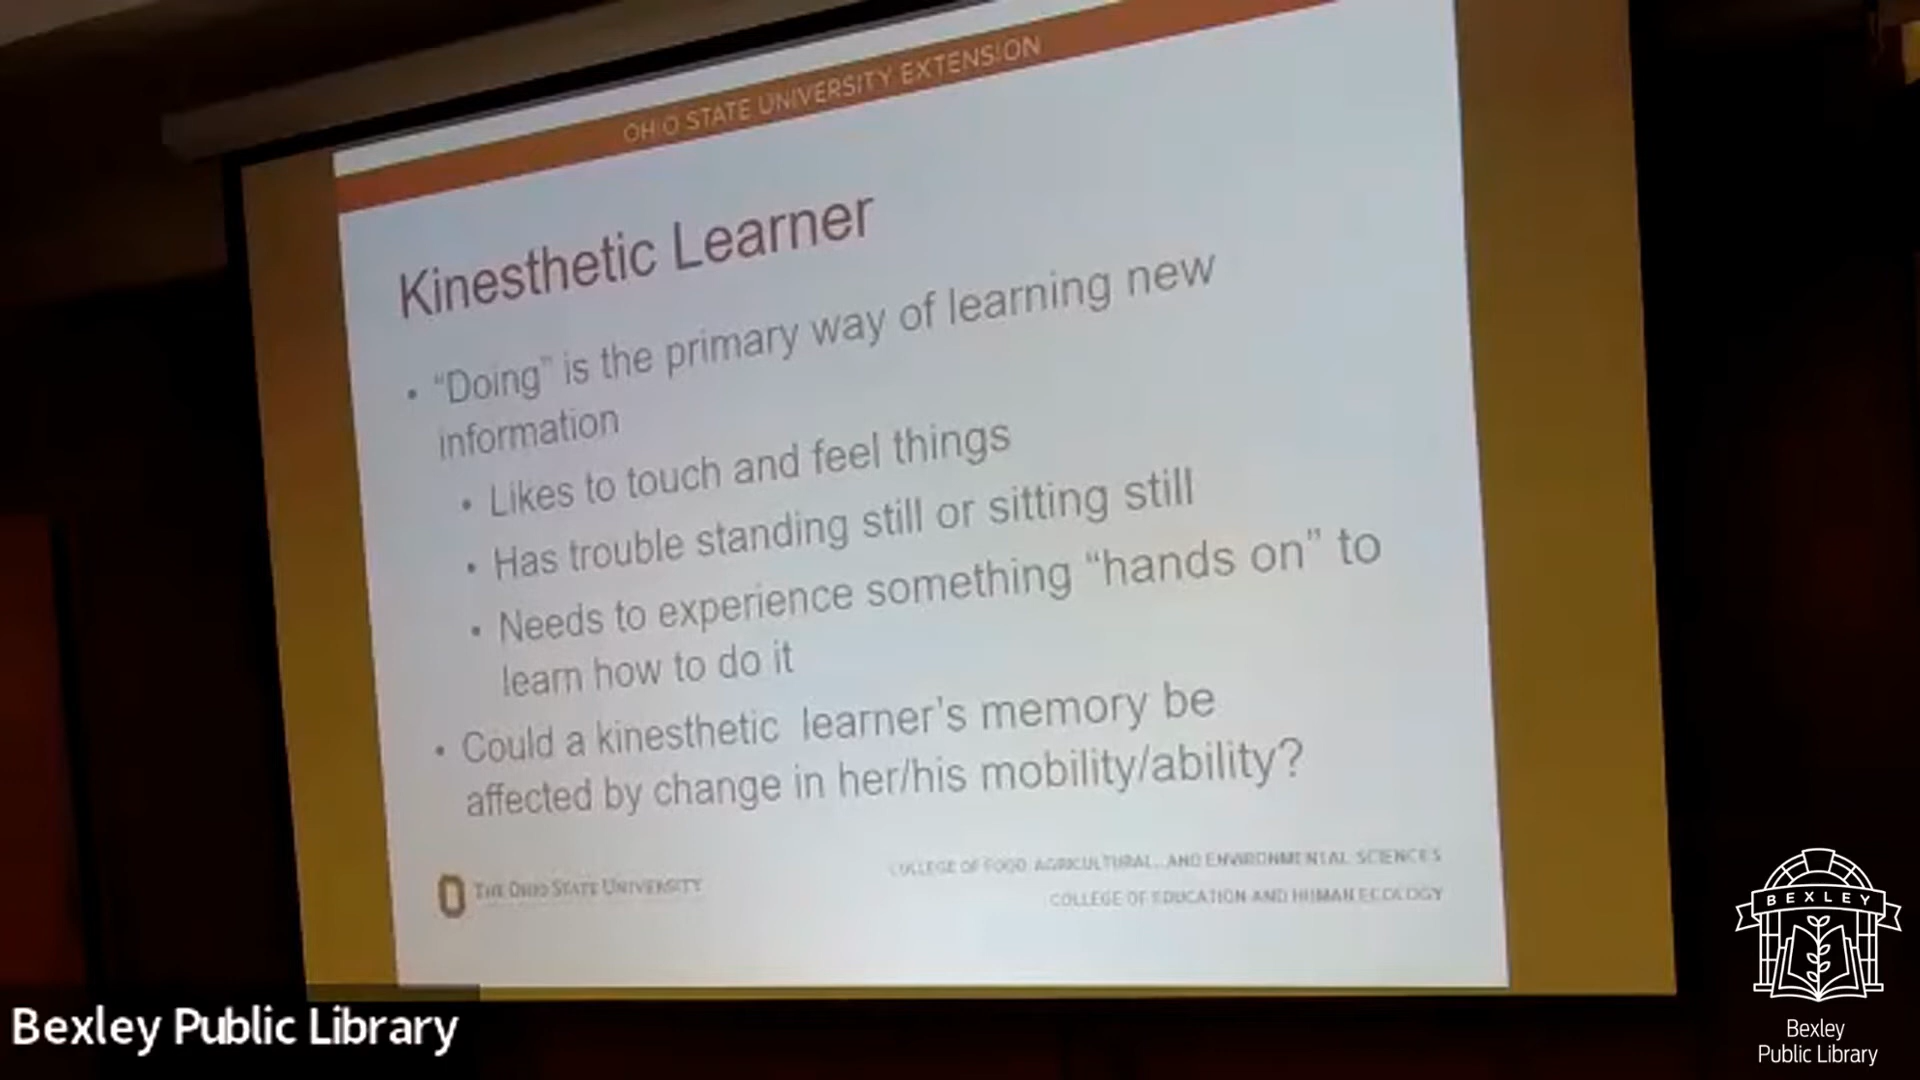 OHIO STATE UNIVERSITY EXTENSION
Kinesthetic Learner
• “Doing” is the primary way of learning new
information
• Likes to touch and feel things
• Has trouble standing still or sitting still
• Needs to experience something “hands on” to
learn how to do it
• Could a kinesthetic learner’s memory be
affected by change in her/his mobility/ability?
THE OHIO STATE UNIVERSITY
COLLEGE OF FOOD, AGRICULTURAL, AND ENVIRONMENTAL SCIENCES
COLLEGE OF EDUCATION AND HUMAN ECOLOGY
Bexley Public Library
BEXLEY
Bexley
Public Library